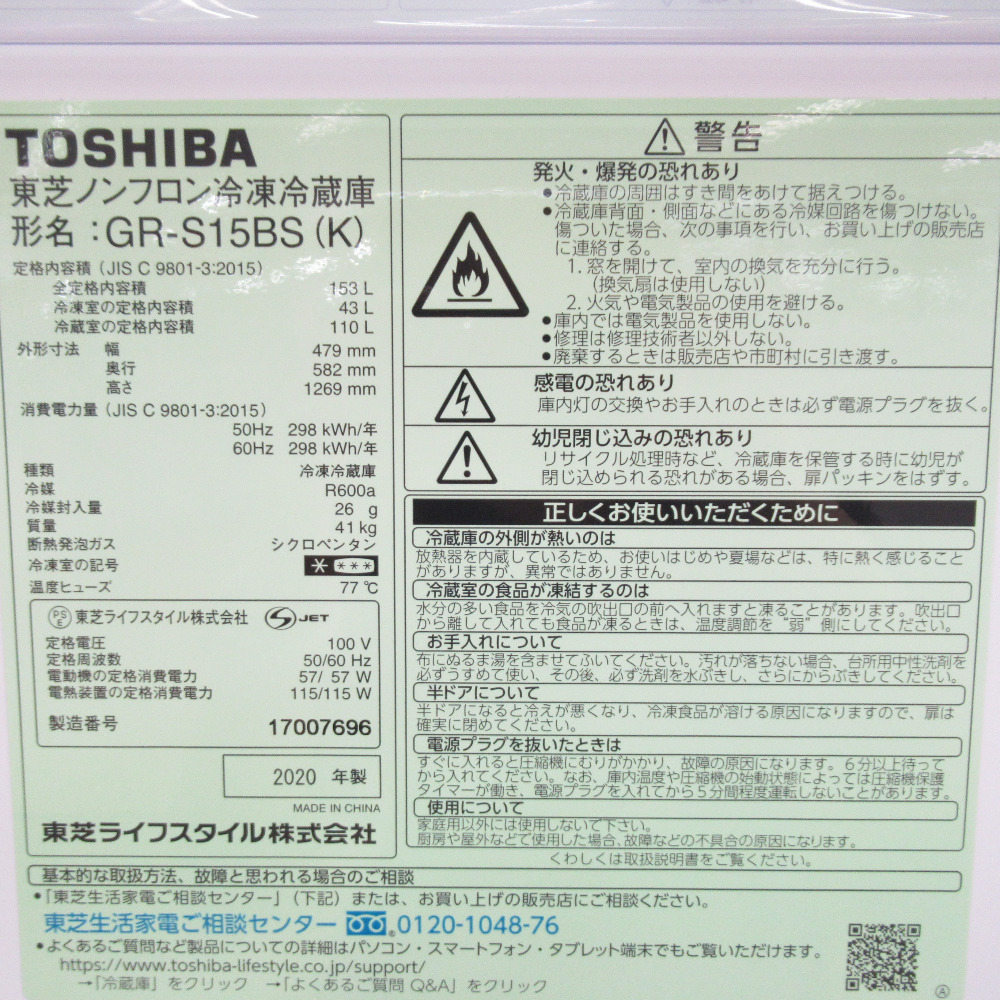 TOSHIBA
東芝ノンフロン冷凍冷蔵庫
形名：GR-S15BS (K)
定格内容積（JIS C 9801-3:2015）
全定格内容積 153 L
冷凍室の定格内容積 43 L
冷蔵室の定格内容積 110 L
外形寸法 幅 479 mm
奥行 582 mm
高さ 1269 mm
消費電力量（JIS C 9801-3:2015）
50Hz 298 kWh/年
60Hz 298 kWh/年
種類 冷凍冷蔵庫
冷媒 R600a
冷媒封入量 26 g
質量 41 kg
断熱発泡ガス シクロペンタン
冷凍室の記号 * ***
温度ヒューズ 77 ℃
PSE 東芝ライフスタイル株式会社 JET
定格電圧 100 V
定格周波数 50/60 Hz
電動機の定格消費電力 57/ 57 W
電熱装置の定格消費電力 115/115 W
製造番号 17007696
2020 年製
MADE IN CHINA
東芝ライフスタイル株式会社
⚠警告
発火・爆発の恐れあり
●冷蔵庫の周囲はすき間をあけて据えつける。
●冷蔵庫背面・側面などにある冷媒回路を傷つけない。
傷ついた場合、次の事項を行い、お買い上げの販売店
に連絡する。
1. 窓を開けて、室内の換気を充分に行う。
（換気扇は使用しない）
2. 火気や電気製品の使用を避ける。
●庫内では電気製品を使用しない。
●修理は修理技術者以外しない。
●廃棄するときは販売店や市町村に引き渡す。
感電の恐れあり
庫内灯の交換やお手入れのときは必ず電源プラグを抜く。
幼児閉じ込みの恐れあり
リサイクル処理時など、冷蔵庫を保管する時に幼児が
閉じ込められる恐れがある場合、扉パッキンをはずす。
正しくお使いいただくために
冷蔵庫の外側が熱いのは
放熱器を内蔵しているため、お使いはじめや夏場などは、特に熱く感じること
がありますが、異常ではありません。
冷蔵室の食品が凍結するのは
水分の多い食品を冷気の吹出口の前へ入れますと凍ることがあります。吹出口
から離して入れても食品が凍るときは、温度調節を“弱”側にしてください。
お手入れについて
布にぬるま湯を含ませてふいてください。汚れが落ちない場合、台所用中性洗剤を
必ずうすめて使い、その後、必ず洗剤を水ぶきし、さらにからぶきしてください。
半ドアについて
半ドアになると冷えが悪くなり、冷凍食品が溶ける原因になりますので、扉は
確実に閉めてください。
電源プラグを抜いたときは
すぐに入れると圧縮機にむりがかかり、故障の原因になります。６分以上待って
から入れてください。なお、庫内温度や圧縮機の始動状態によっては圧縮機保護
タイマーが働き、電源プラグを入れてから５分間程度運転しないことがあります。
使用について
家庭用以外には使用しないで下さい。
厨房や屋外などで使用した場合、故障などの不具合の原因になります。
くわしくは取扱説明書をご覧ください。
基本的な取扱方法、故障と思われる場合のご相談
●「東芝生活家電ご相談センター」（下記）または、お買い上げの販売店にご相談ください。
東芝生活家電ご相談センター 0120-1048-76
●よくあるご質問など製品についての詳細はパソコン・スマートフォン・タブレット端末でもご覧いただけます。
https://www.toshiba-lifestyle.co.jp/support/
→「冷蔵庫」をクリック →「よくあるご質問 Q&A」をクリック
Ⓐ